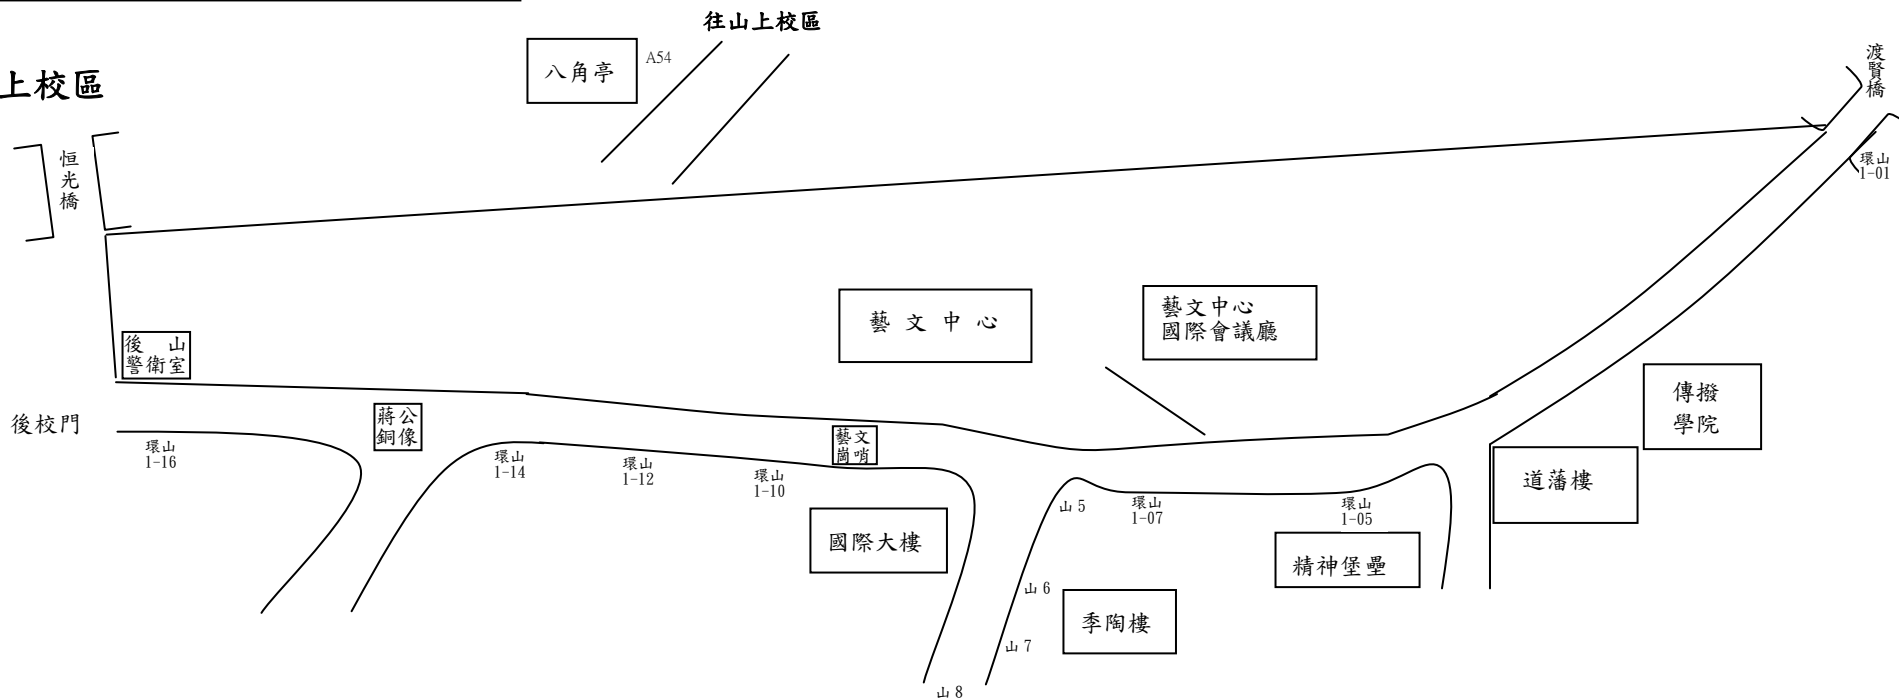 往山上校區
八角亭
A54
上校區
渡賢橋
恒光橋
環山
1-01
藝文中心
藝文中心
國際會議廳
後山
警衛室
傳撥
學院
後校門
蔣公
銅像
藝文
崗哨
環山
1-16
環山
1-14
環山
1-12
環山
1-10
道藩樓
山5
環山
1-07
環山
1-05
國際大樓
精神堡壘
山6
季陶樓
山7
山8